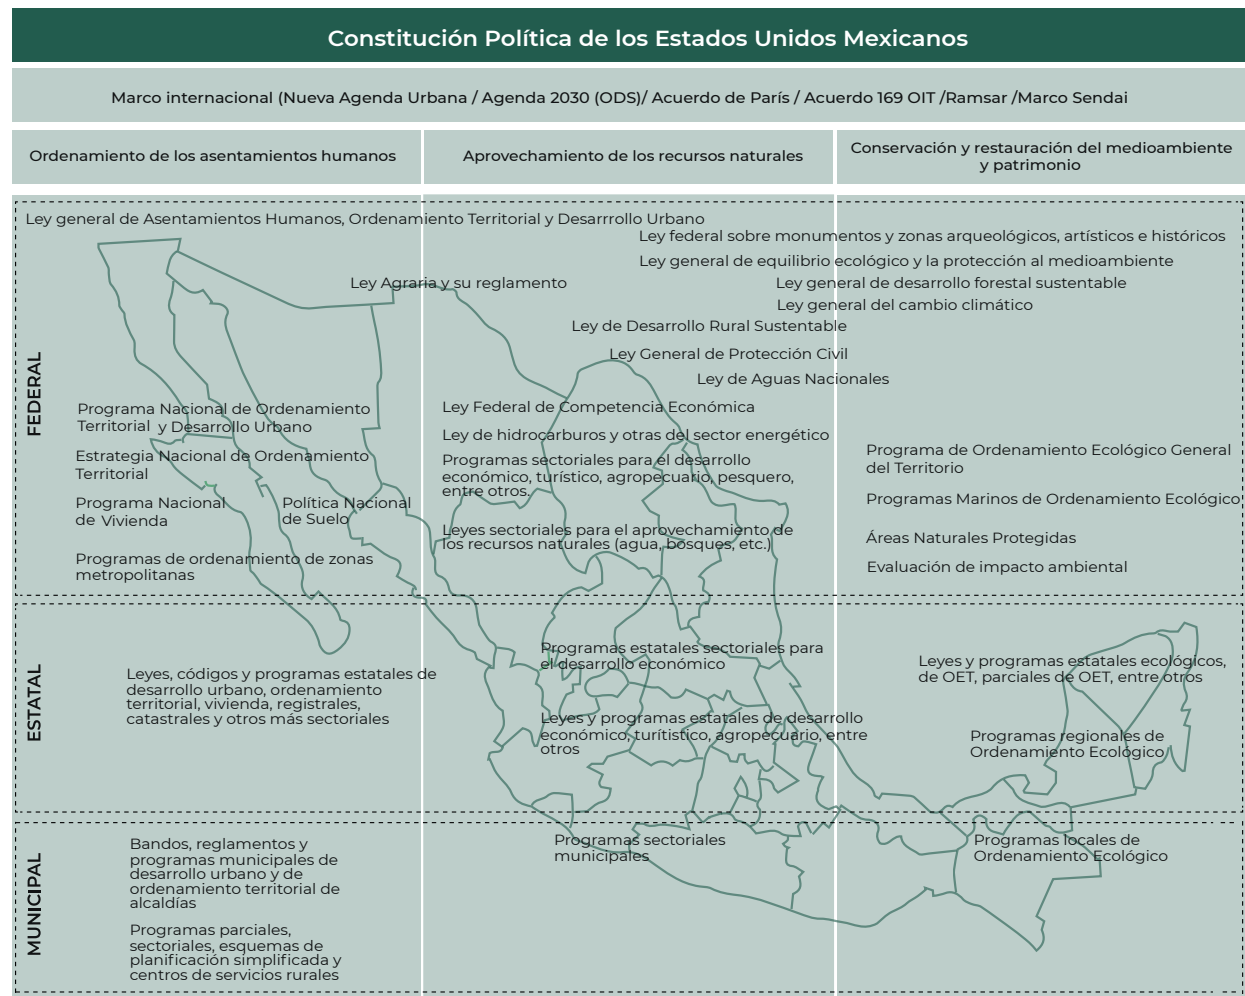 Constitución Política de los Estados Unidos Mexicanos
Marco internacional (Nueva Agenda Urbana / Agenda 2030 (ODS)/ Acuerdo de París / Acuerdo 169 OIT /Ramsar /Marco Sendai
Ordenamiento de los asentamientos humanos
Aprovechamiento de los recursos naturales
Conservación y restauración del medioambiente
y patrimonio
FEDERAL
Ley general de Asentamientos Humanos, Ordenamiento Territorial y Desarrrollo Urbano
Ley federal sobre monumentos y zonas arqueológicos, artísticos e históricos
Ley general de equilibrio ecológico y la protección al medioambiente
Ley Agraria y su reglamento
Ley general de desarrollo forestal sustentable
Ley general del cambio climático
Ley de Desarrollo Rural Sustentable
Ley General de Protección Civil
Ley de Aguas Nacionales
Programa Nacional de Ordenamiento
Territorial y Desarrollo Urbano
Estrategia Nacional de Ordenamiento
Territorial
Programa Nacional
de Vivienda
Política Nacional
de Suelo
Programas de ordenamiento de zonas
metropolitanas
Ley Federal de Competencia Económica
Ley de hidrocarburos y otras del sector energético
Programas sectoriales para el desarrollo
económico, turístico, agropecuario, pesquero,
entre otros.
Leyes sectoriales para el aprovechamiento de
los recursos naturales (agua, bosques, etc.)
Programa de Ordenamiento Ecológico General
del Territorio
Programas Marinos de Ordenamiento Ecológico
Áreas Naturales Protegidas
Evaluación de impacto ambiental
ESTATAL
Leyes, códigos y programas estatales de
desarrollo urbano, ordenamiento
territorial, vivienda, registrales,
catastrales y otros más sectoriales
Programas estatales sectoriales para
el desarrollo económico
Leyes y programas estatales de desarrollo
económico, turítistico, agropecuario, entre
otros
Leyes y programas estatales ecológicos,
de OET, parciales de OET, entre otros
Programas regionales de
Ordenamiento Ecológico
MUNICIPAL
Bandos, reglamentos y
programas municipales de
desarrollo urbano y de
ordenamiento territorial de
alcaldías
Programas parciales,
sectoriales, esquemas de
planificación simplificada y
centros de servicios rurales
Programas sectoriales
municipales
Programas locales de
Ordenamiento Ecológico